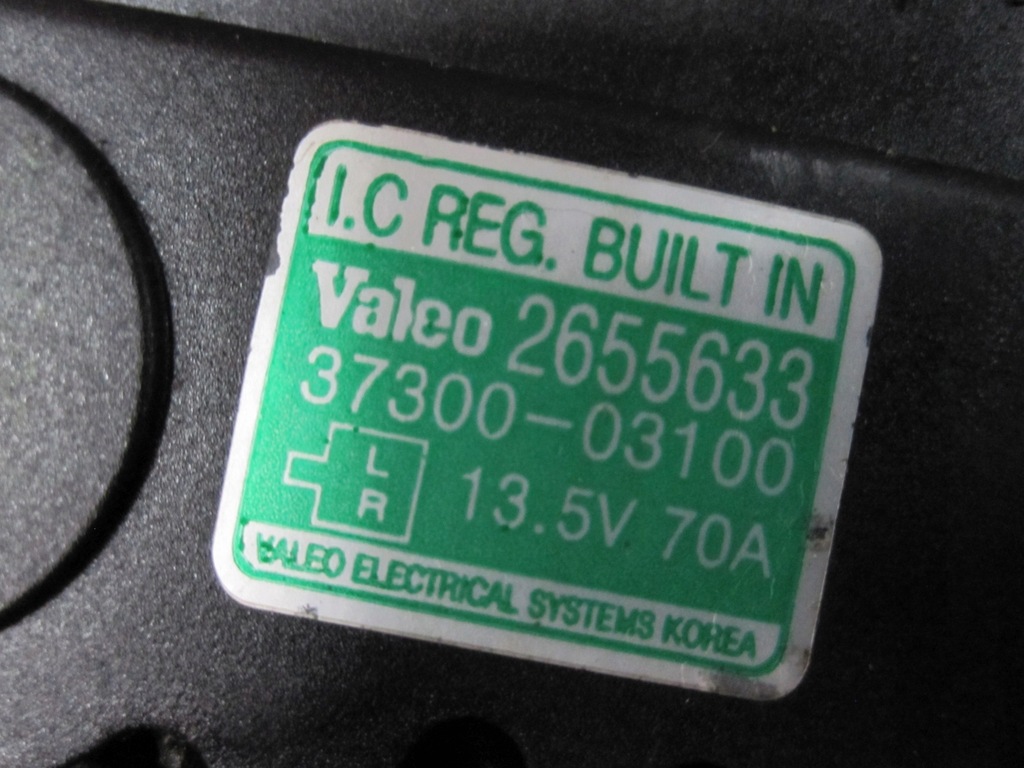 I.C REG. BUILT IN
Valeo 2655633
37300-03100
L
R
13.5V 70A
VALEO ELECTRICAL SYSTEMS KOREA